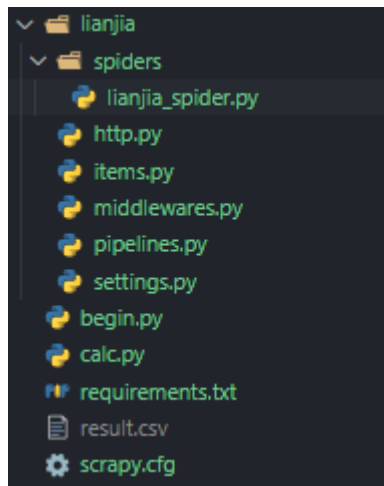 lianjia
spiders
lianjia_spider.py
http.py
items.py
middlewares.py
pipelines.py
settings.py
begin.py
calc.py
requirements.txt
result.csv
scrapy.cfg